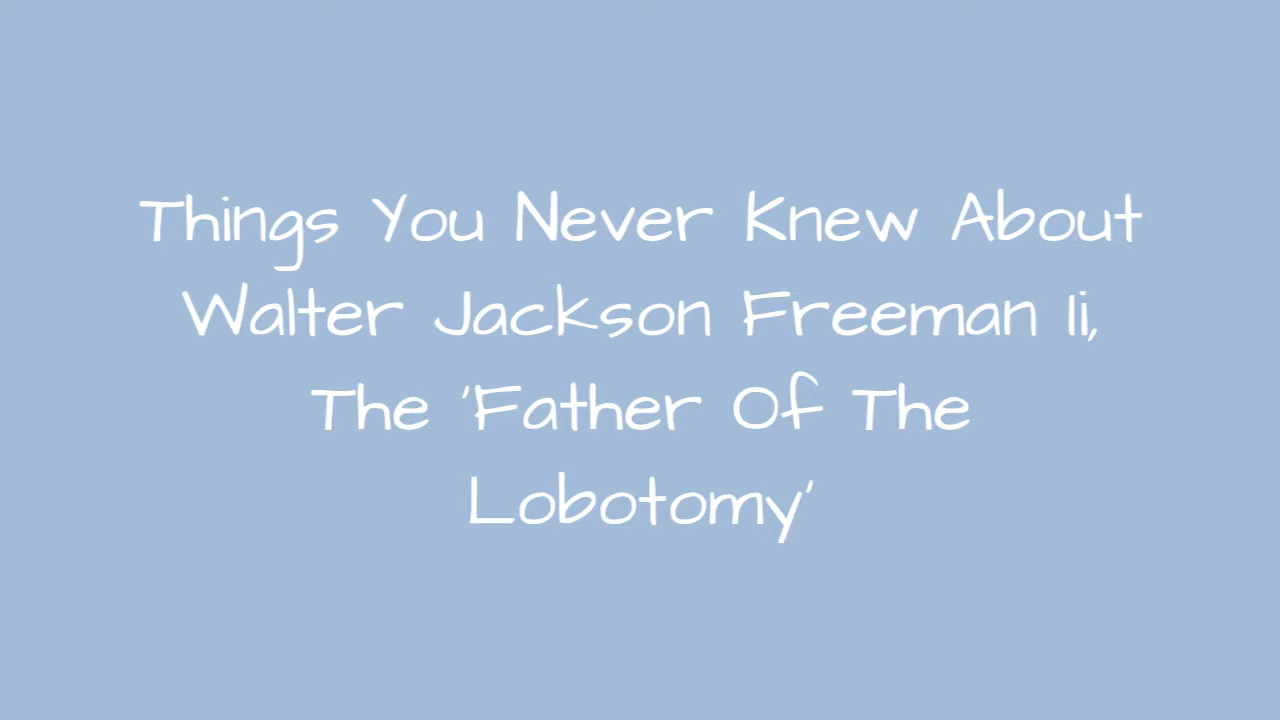 Things You Never Knew About
Walter Jackson Freeman Ii,
The 'Father Of The
Lobotomy'